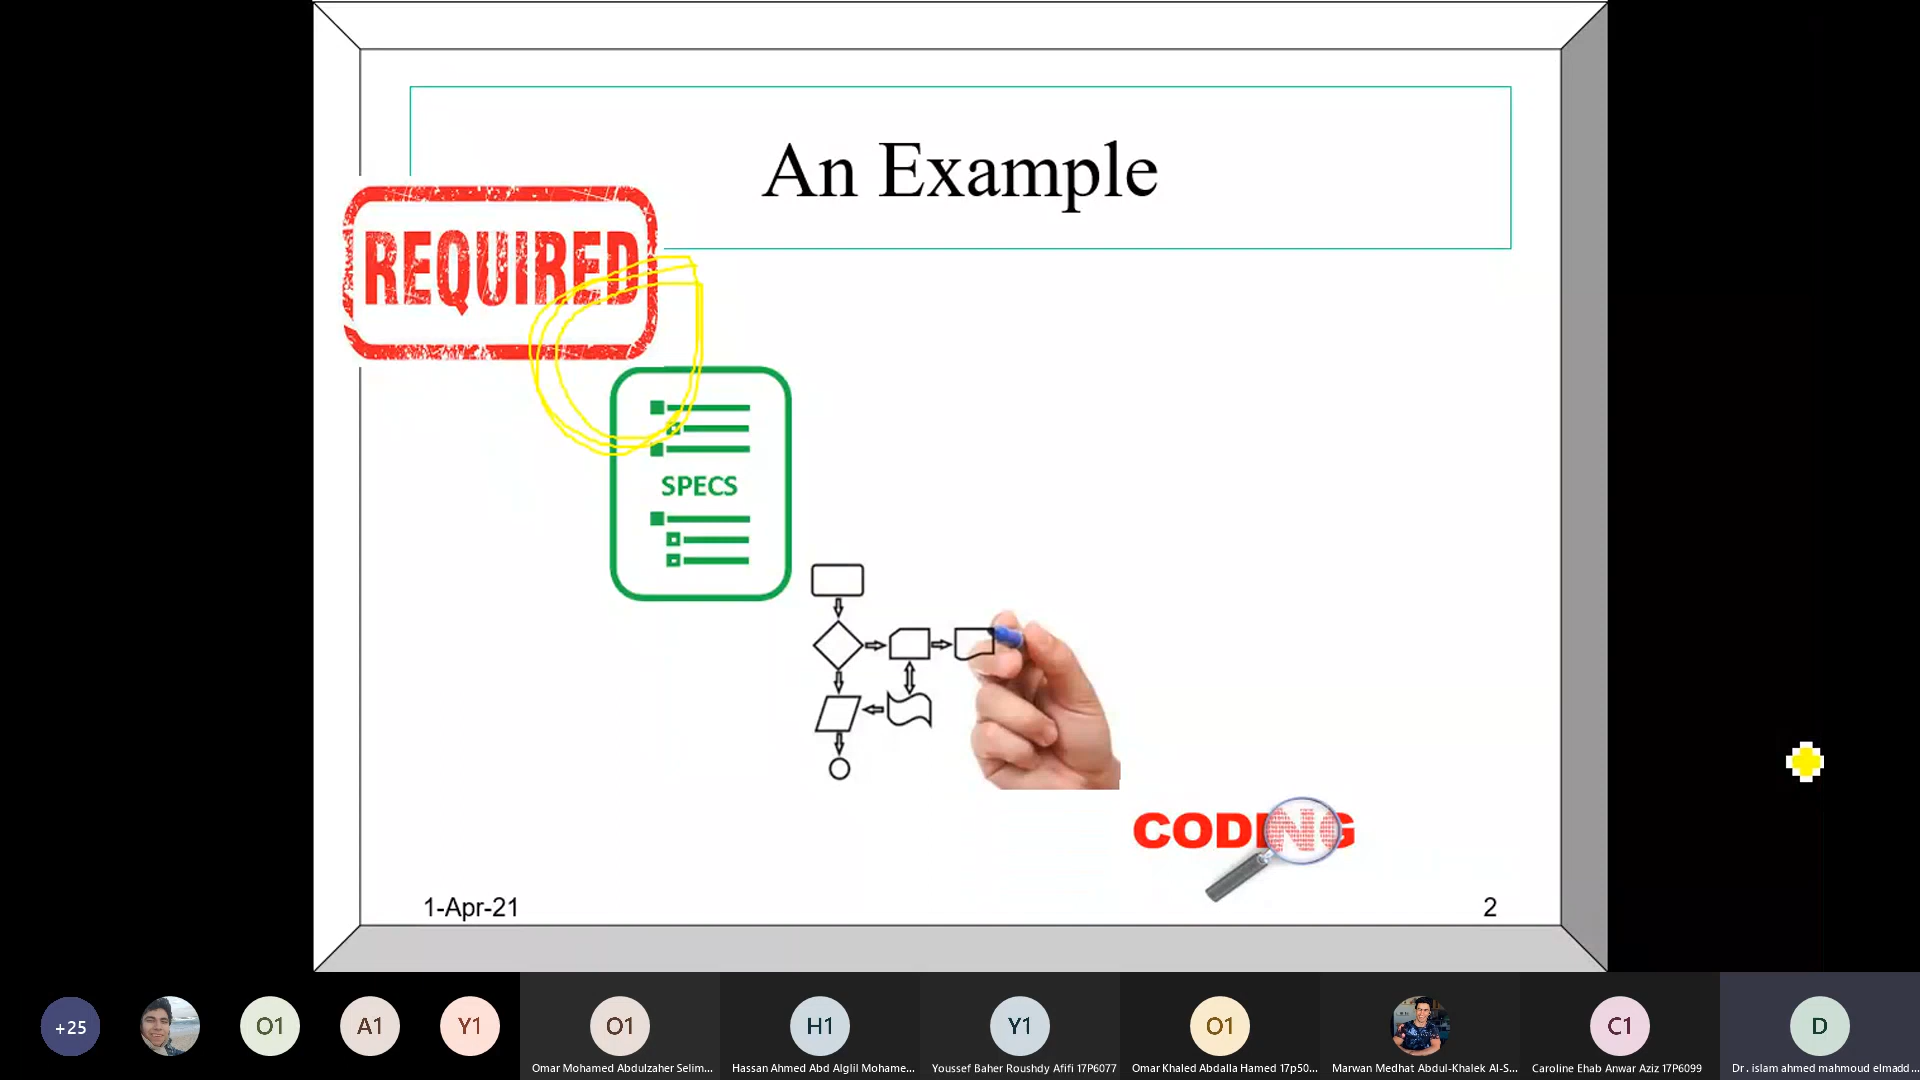 An Example
REQUIRED
SPECS
CODING
1-Apr-21
2
+25
O1
A1
Y1
O1
H1
Y1
O1
C1
D
Omar Mohamed Abdulzaher Selim...
Hassan Ahmed Abd Alglil Mohame...
Youssef Baher Roushdy Afifi 17P6077
Omar Khaled Abdalla Hamed 17p50...
Marwan Medhat Abdul-Khalek Al-S...
Caroline Ehab Anwar Aziz 17P6099
Dr. islam ahmed mahmoud elmadd...